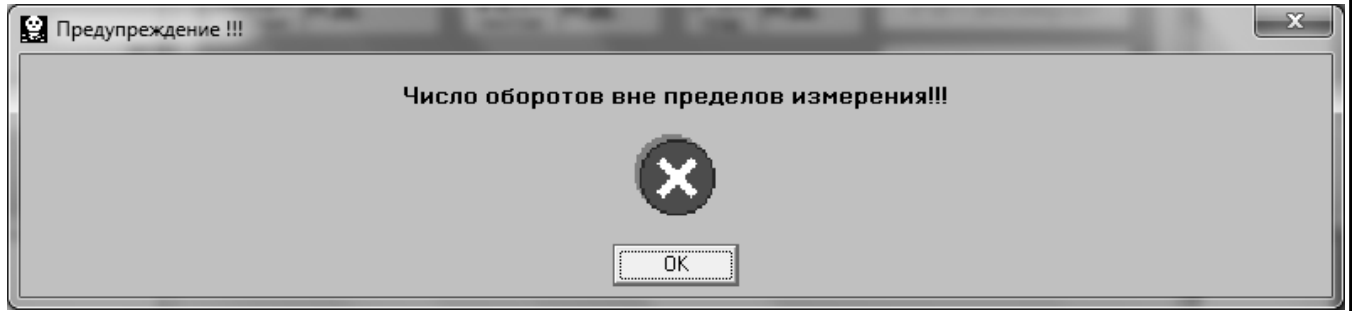 Предупреждение !!!
Число оборотов вне пределов измерения!!!
OK